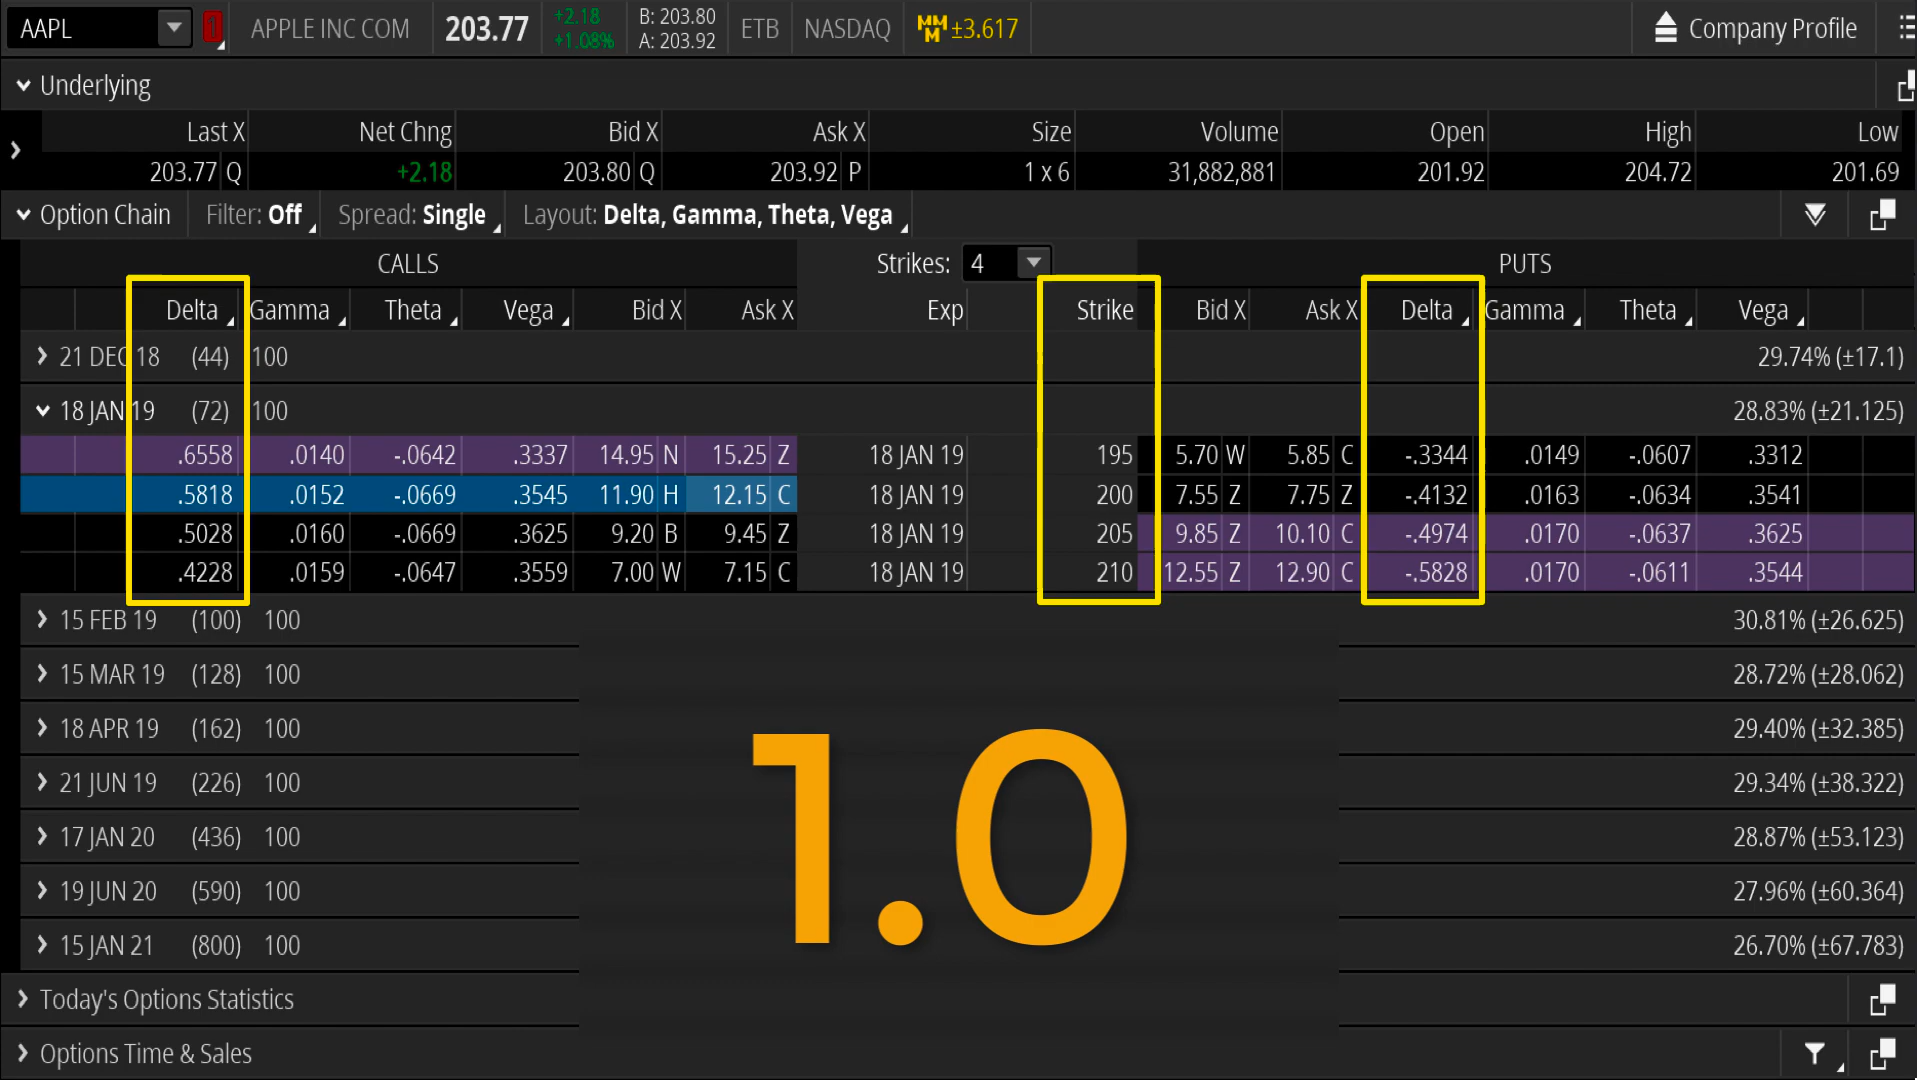 AAPL 1 APPLE INC COM 203.77 +2.18 +1.08% B: 203.80 A: 203.92 ETB NASDAQ MMM ±3.617 Company Profile
Underlying
Last X Net Chng Bid X Ask X Size Volume Open High Low
203.77 Q +2.18 203.80 Q 203.92 P 1 x 6 31,882,881 201.92 204.72 201.69
Option Chain Filter: Off Spread: Single Layout: Delta, Gamma, Theta, Vega
CALLS Strikes: 4 PUTS
Delta Gamma Theta Vega Bid X Ask X Exp Strike Bid X Ask X Delta Gamma Theta Vega
21 DEC 18 (44) 100 29.74% (±17.1)
18 JAN 19 (72) 100 28.83% (±21.125)
.6558 .0140 -.0642 .3337 14.95 N 15.25 Z 18 JAN 19 195 5.70 W 5.85 C -.3344 .0149 -.0607 .3312
.5818 .0152 -.0669 .3545 11.90 H 12.15 C 18 JAN 19 200 7.55 Z 7.75 Z -.4132 .0163 -.0634 .3541
.5028 .0160 -.0669 .3625 9.20 B 9.45 Z 18 JAN 19 205 9.85 Z 10.10 C -.4974 .0170 -.0637 .3625
.4228 .0159 -.0647 .3559 7.00 W 7.15 C 18 JAN 19 210 12.55 Z 12.90 C -.5828 .0170 -.0611 .3544
15 FEB 19 (100) 100 30.81% (±26.625)
15 MAR 19 (128) 100 28.72% (±28.062)
18 APR 19 (162) 100 29.40% (±32.385)
21 JUN 19 (226) 100 29.34% (±38.322)
17 JAN 20 (436) 100 28.87% (±53.123)
19 JUN 20 (590) 100 27.96% (±60.364)
15 JAN 21 (800) 100 26.70% (±67.783)
1.0
Today's Options Statistics
Options Time & Sales